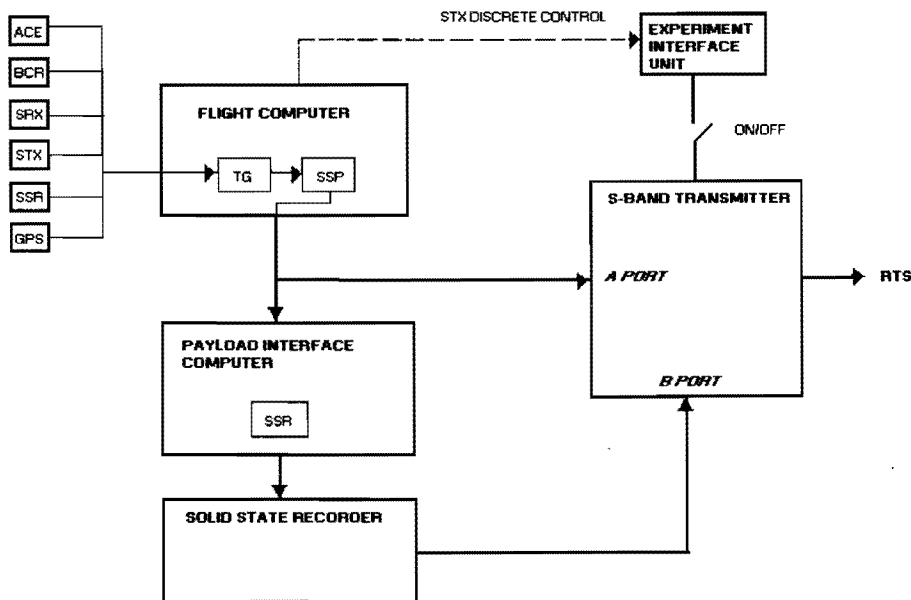 STX DISCRETE CONTROL
ACE
BCR
SRX
STX
SSR
GPS
EXPERIMENT
INTERFACE
UNIT
FLIGHT COMPUTER
TG
SSP
ON/OFF
S-BAND TRANSMITTER
A PORT
RTS
B PORT
PAYLOAD INTERFACE
COMPUTER
SSR
SOLID STATE RECORDER